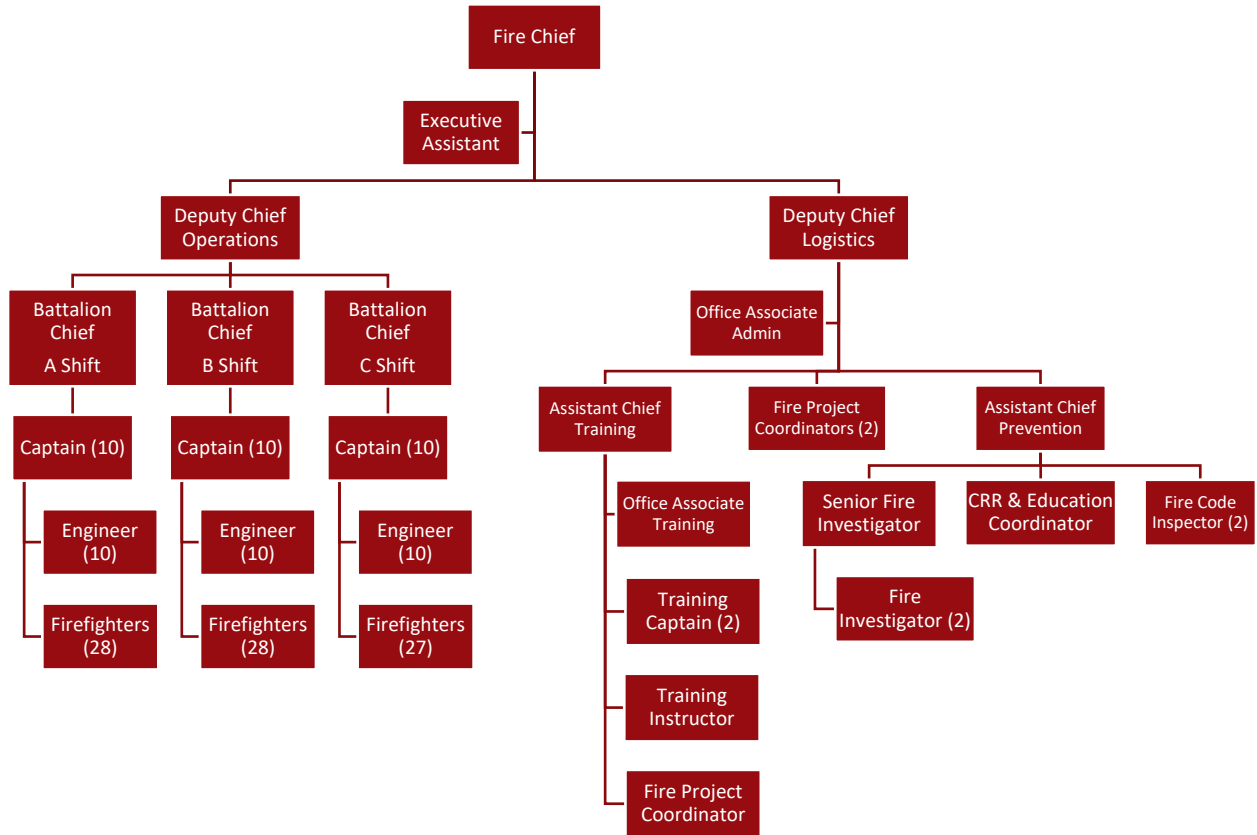 Fire Chief
Executive
Assistant
Deputy Chief
Operations
Deputy Chief
Logistics
Battalion
Chief
A Shift
Battalion
Chief
B Shift
Battalion
Chief
C Shift
Office Associate
Admin
Captain (10)
Captain (10)
Captain (10)
Assistant Chief
Training
Fire Project
Coordinators (2)
Assistant Chief
Prevention
Engineer
(10)
Engineer
(10)
Engineer
(10)
Firefighters
(28)
Firefighters
(28)
Firefighters
(27)
Office Associate
Training
Training
Captain (2)
Training
Instructor
Fire Project
Coordinator
Senior Fire
Investigator
CRR & Education
Coordinator
Fire Code
Inspector (2)
Fire
Investigator (2)